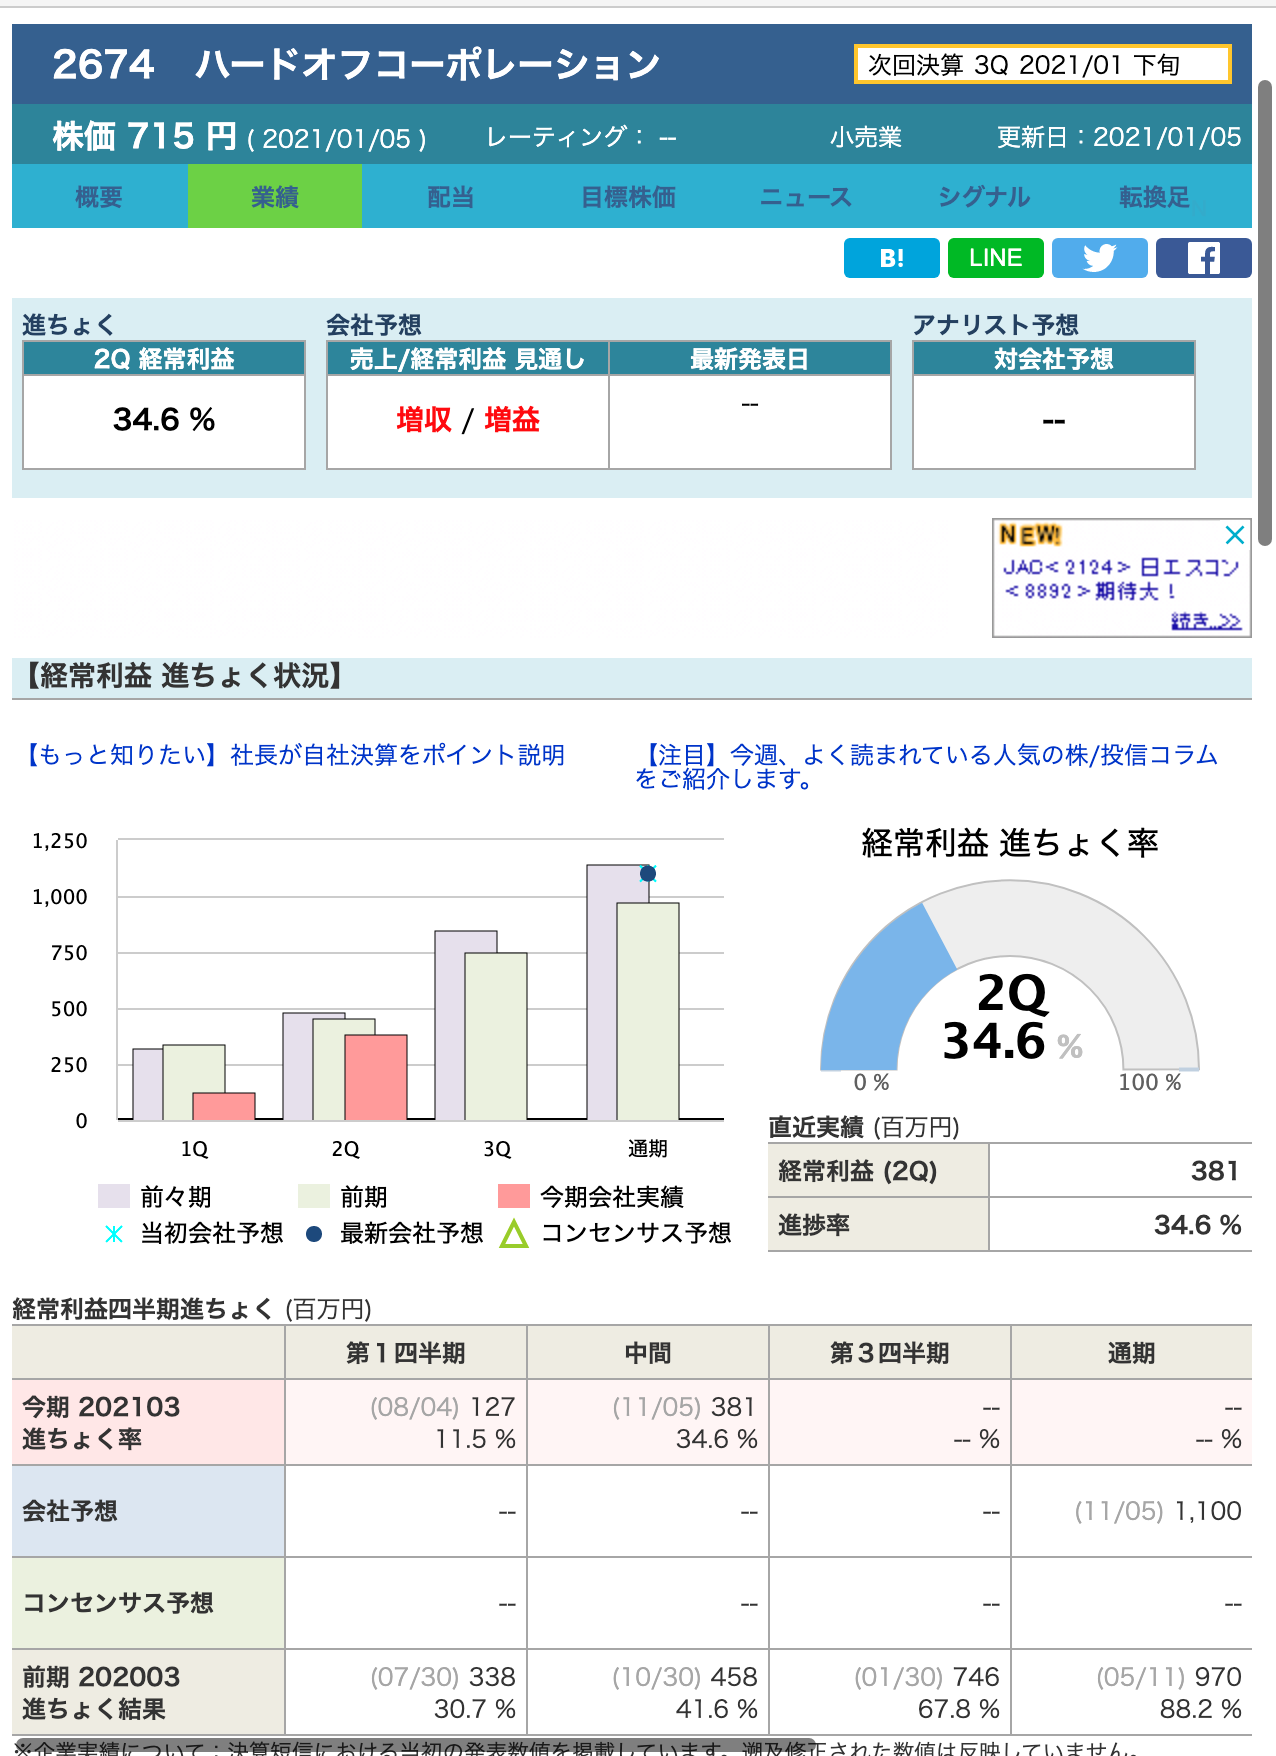 2674 ハードオフコーポレーション
次回決算 3Q 2021/01 下旬
株価 715 円 ( 2021/01/05 ) レーティング： -- 小売業 更新日：2021/01/05
概要 業績 配当 目標株価 ニュース シグナル 転換足
B! LINE
進ちょく 会社予想 アナリスト予想
2Q 経常利益 売上/経常利益 見通し 最新発表日 対会社予想
34.6 % 増収 / 増益 -- --
NEW!
JAC<2124> 日エスコン
<8892>期待大！
続き..>>
【経常利益 進ちょく状況】
【もっと知りたい】社長が自社決算をポイント説明
【注目】今週、よく読まれている人気の株/投信コラム
をご紹介します。
1,250
1,000
750
500
250
0
1Q 2Q 3Q 通期
前々期 前期 今期会社実績
当初会社予想 最新会社予想 コンセンサス予想
経常利益 進ちょく率
2Q
34.6 %
0 % 100 %
直近実績 (百万円)
経常利益 (2Q) 381
進捗率 34.6 %
経常利益四半期進ちょく (百万円)
第１四半期 中間 第３四半期 通期
今期 202103 (08/04) 127 (11/05) 381 -- --
進ちょく率 11.5 % 34.6 % -- % -- %
会社予想 -- -- -- (11/05) 1,100
コンセンサス予想 -- -- -- --
前期 202003 (07/30) 338 (10/30) 458 (01/30) 746 (05/11) 970
進ちょく結果 30.7 % 41.6 % 67.8 % 88.2 %
※企業実績について：決算短信における当初の発表数値を掲載しています。遡及修正された数値は反映していません。